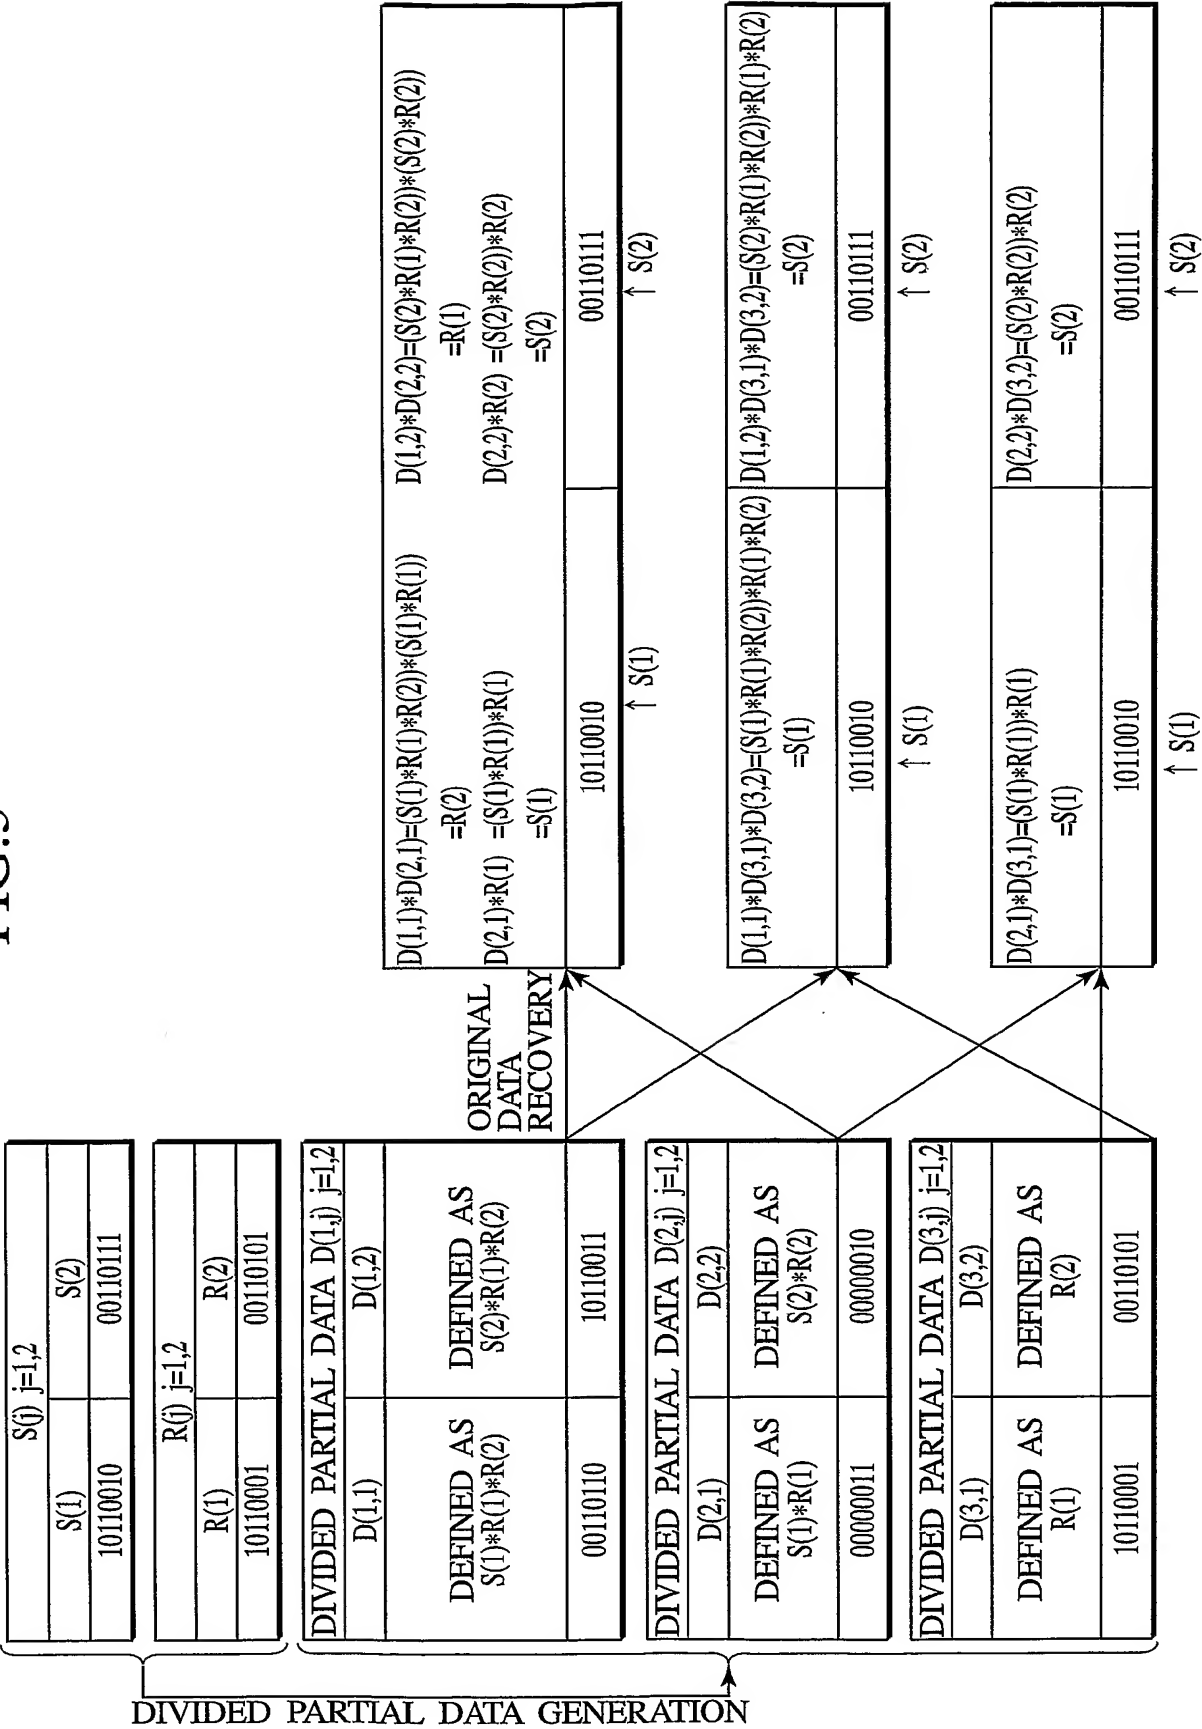 FIG.5
S(j) j=1,2
S(1) S(2)
10110010 00110111
R(j) j=1,2
R(1) R(2)
10110001 00110101
DIVIDED PARTIAL DATA GENERATION
DIVIDED PARTIAL DATA D(1,j) j=1,2
D(1,1) D(1,2)
DEFINED AS DEFINED AS
S(1)*R(1)*R(2) S(2)*R(1)*R(2)
00110110 10110011
DIVIDED PARTIAL DATA D(2,j) j=1,2
D(2,1) D(2,2)
DEFINED AS DEFINED AS
S(1)*R(1) S(2)*R(2)
00000011 00000010
DIVIDED PARTIAL DATA D(3,j) j=1,2
D(3,1) D(3,2)
DEFINED AS DEFINED AS
R(1) R(2)
10110001 00110101
ORIGINAL
DATA
RECOVERY
D(1,1)*D(2,1)=(S(1)*R(1)*R(2))*(S(1)*R(1)) D(1,2)*D(2,2)=(S(2)*R(1)*R(2))*(S(2)*R(2))
=R(2) =R(1)
D(2,1)*R(1) =(S(1)*R(1))*R(1) D(2,2)*R(2) =(S(2)*R(2))*R(2)
=S(1) =S(2)
10110010 00110111
↑ S(1) ↑ S(2)
D(1,1)*D(3,1)*D(3,2)=(S(1)*R(1)*R(2))*R(1)*R(2) D(1,2)*D(3,1)*D(3,2)=(S(2)*R(1)*R(2))*R(1)*R(2)
=S(1) =S(2)
10110010 00110111
↑ S(1) ↑ S(2)
D(2,1)*D(3,1)=(S(1)*R(1))*R(1) D(2,2)*D(3,2)=(S(2)*R(2))*R(2)
=S(1) =S(2)
10110010 00110111
↑ S(1) ↑ S(2)